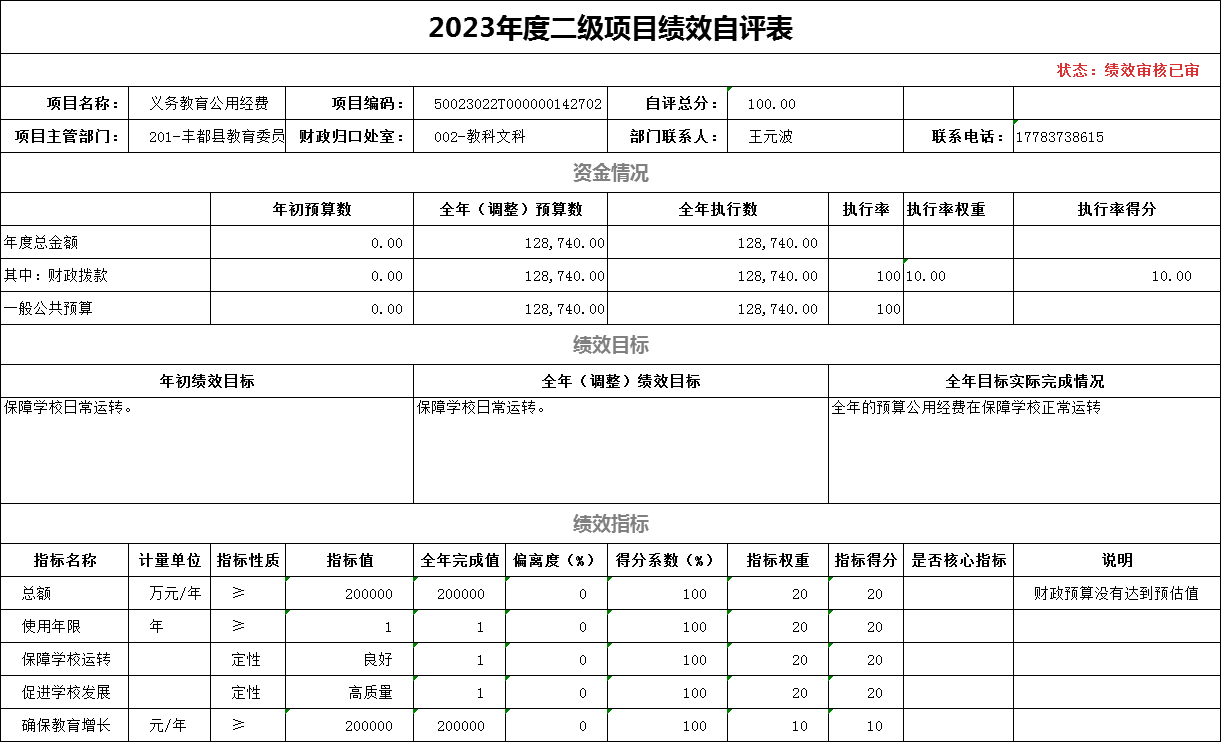 2023年度二级项目绩效自评表
状态：绩效审核已审
项目名称： 义务教育公用经费 项目编码： 50023022T000000142702 自评总分： 100.00
项目主管部门： 201-丰都县教育委员 财政归口处室： 002-教科文科 部门联系人： 王元波 联系电话： 17783738615
资金情况
年初预算数 全年（调整）预算数 全年执行数 执行率 执行率权重 执行率得分
年度总金额 0.00 128,740.00 128,740.00
其中：财政拨款 0.00 128,740.00 128,740.00 100 10.00 10.00
一般公共预算 0.00 128,740.00 128,740.00 100
绩效目标
年初绩效目标 全年（调整）绩效目标 全年目标实际完成情况
保障学校日常运转。 保障学校日常运转。 全年的预算公用经费在保障学校正常运转
绩效指标
指标名称 计量单位 指标性质 指标值 全年完成值 偏离度（%） 得分系数（%） 指标权重 指标得分 是否核心指标 说明
总额 万元/年 ≥ 200000 200000 0 100 20 20 财政预算没有达到预估值
使用年限 年 ≥ 1 1 0 100 20 20
保障学校运转 定性 良好 1 0 100 20 20
促进学校发展 定性 高质量 1 0 100 20 20
确保教育增长 元/年 ≥ 200000 200000 0 100 10 10